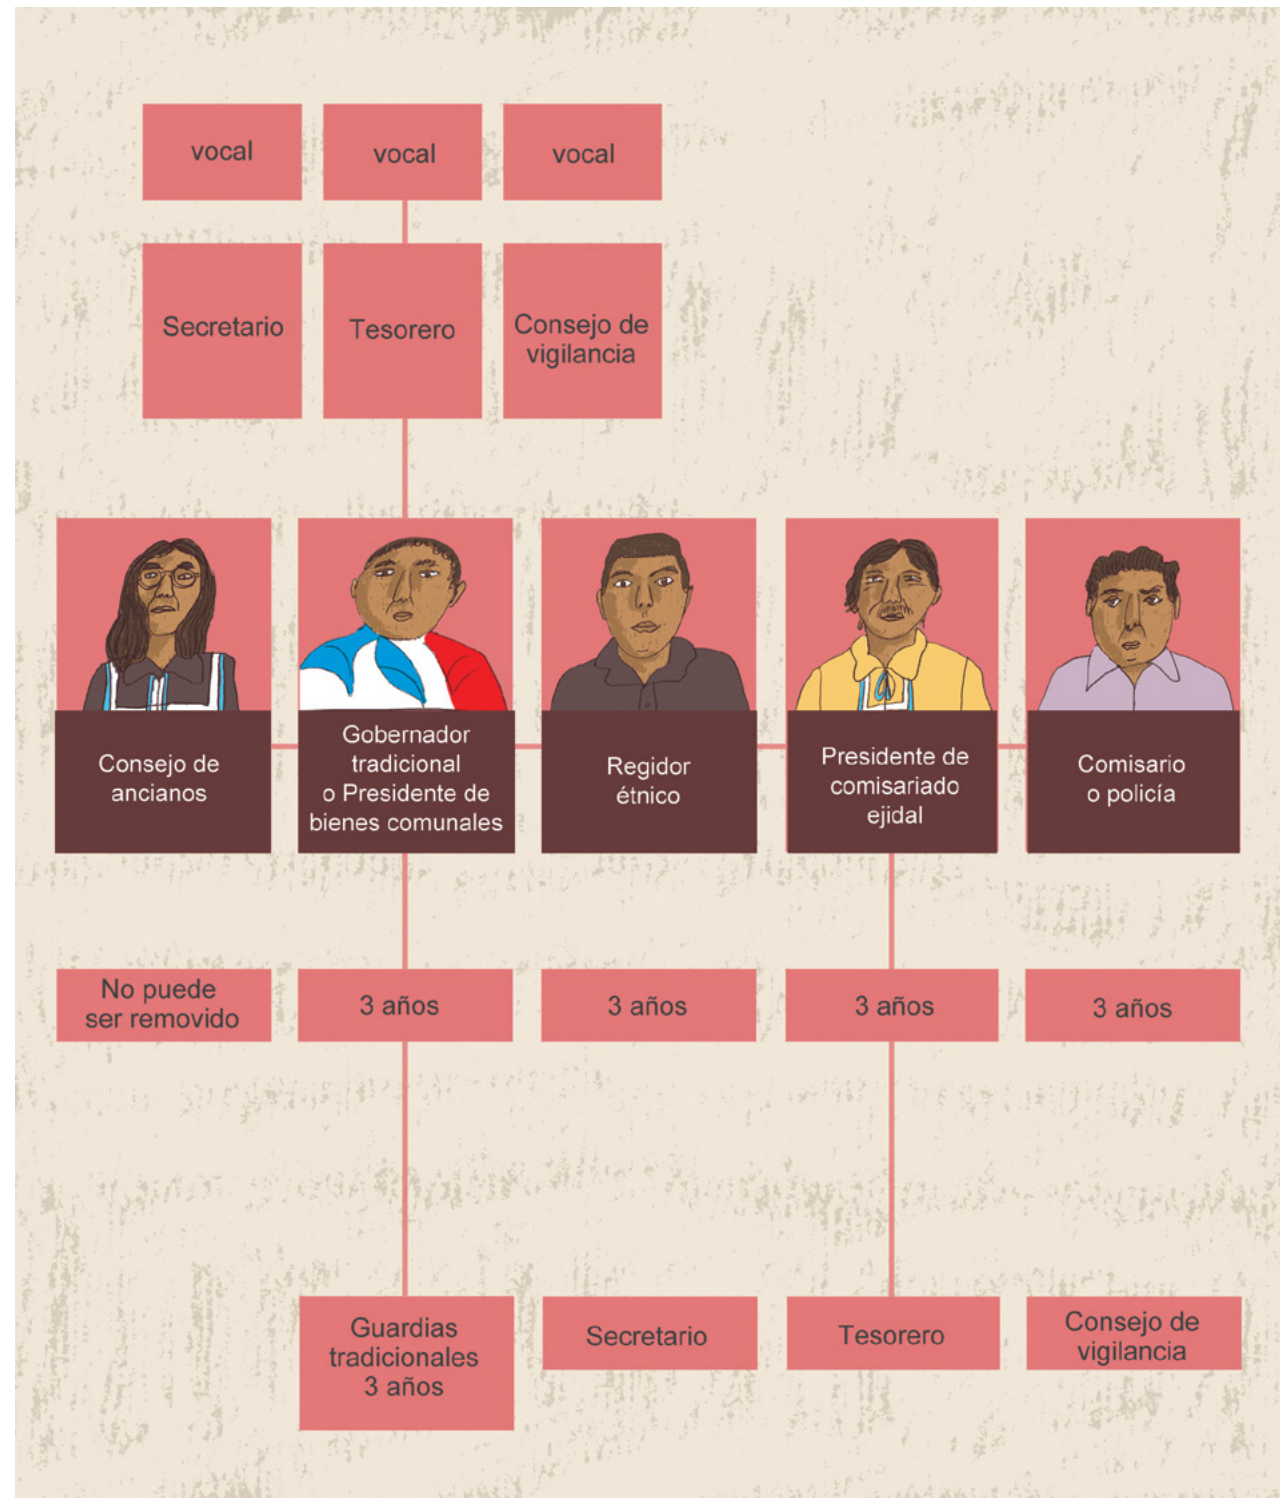 vocal
vocal
vocal
Secretario
Tesorero
Consejo de
vigilancia
Consejo de
ancianos
Gobernador
tradicional
o Presidente de
bienes comunales
Regidor
étnico
Presidente de
comisariado
ejidal
Comisario
o policía
No puede
ser removido
3 años
3 años
3 años
3 años
Guardias
tradicionales
3 años
Secretario
Tesorero
Consejo de
vigilancia